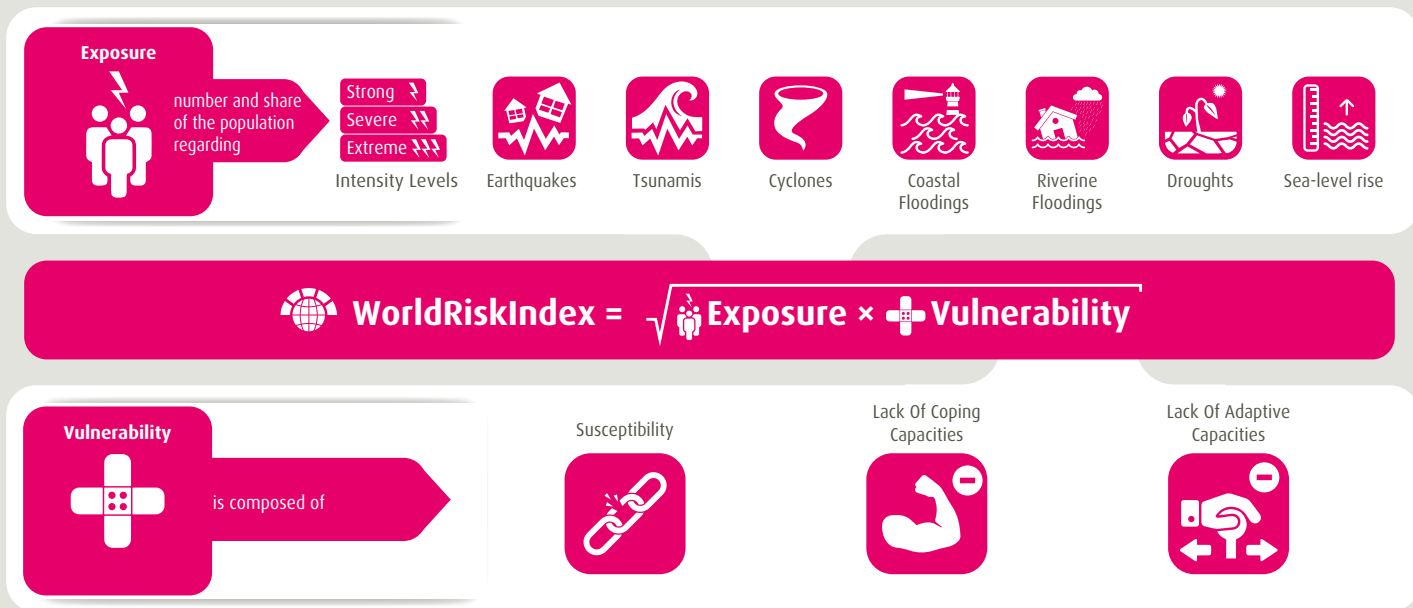 Exposure
number and share
of the population
regarding
Strong
Severe
Extreme
Intensity Levels
Earthquakes
Tsunamis
Cyclones
Coastal
Floodings
Riverine
Floodings
Droughts
Sea-level rise
WorldRiskIndex = √ Exposure × Vulnerability
Vulnerability
is composed of
Susceptibility
Lack Of Coping
Capacities
Lack Of Adaptive
Capacities